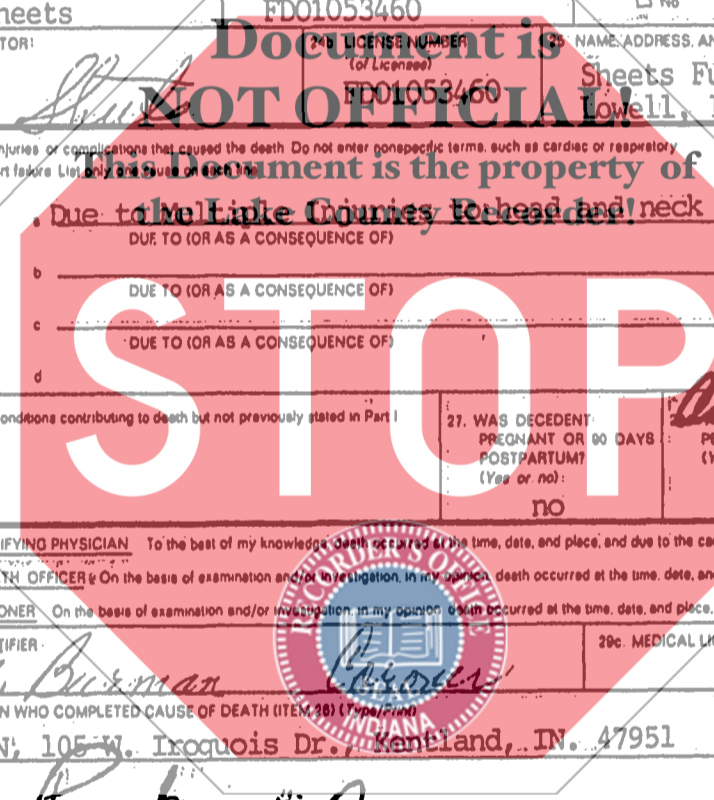 heets FD01053460 No
TOR: 24b LICENSE NUMBER 25 NAME, ADDRESS, AN
(of Licensee)
Document is
Sheets Fu
FD01053460
NOT OFFICIAL!
Lowell,
njuries or complications that caused the death Do not enter nonspecific terms, such as cardiac or respiratory
rt failure List only one cause on each line
This Document is the property of
a Due to Multiple Injuries to head and neck
the Lake County Recorder!
DUE TO (OR AS A CONSEQUENCE OF)
b
DUE TO (OR AS A CONSEQUENCE OF)
c
DUE TO (OR AS A CONSEQUENCE OF)
d
STOP
onditions contributing to death but not previously stated in Part I
27. WAS DECEDENT
PREGNANT OR 90 DAYS
POSTPARTUM?
(Yes or no):
no
IFYING PHYSICIAN To the best of my knowledge, death occurred at the time, date, and place, and due to the ca
TH OFFICER On the basis of examination and/or investigation, in my opinion, death occurred at the time, date, an
ONER On the basis of examination and/or investigation, in my opinion death occurred at the time, date, and place,
RECORDER'S OFFICE
TIFIER
29c. MEDICAL LI
Burman Coroner
INDIANA
N WHO COMPLETED CAUSE OF DEATH (ITEM 26) (Type/Print)
N, 105 W. Iroquois Dr., Kentland, IN. 47951